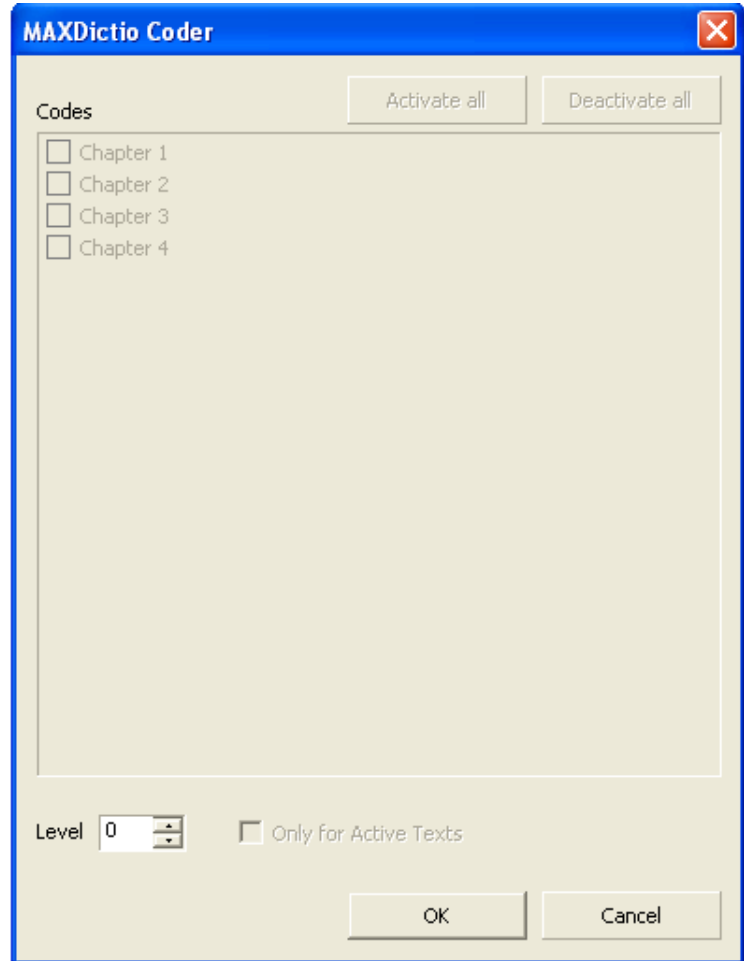 MAXDictio Coder
Activate all Deactivate all
Codes
Chapter 1
Chapter 2
Chapter 3
Chapter 4
Level 0 Only for Active Texts
OK Cancel